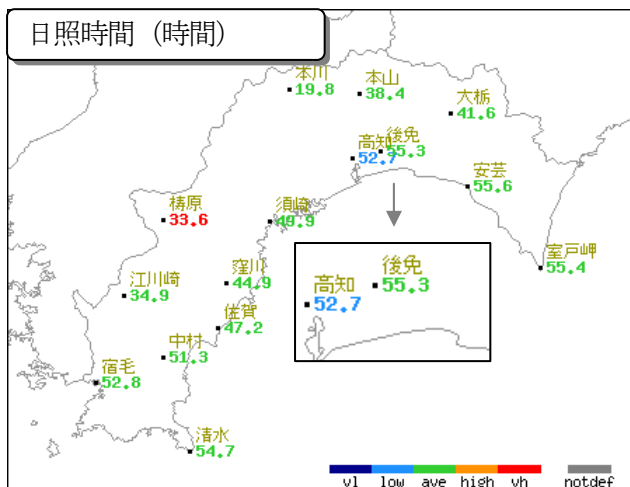 日照時間（時間）
本川
19.8
本山
38.4
大栃
41.6
高知
52.7
後免
55.3
安芸
55.6
梼原
33.6
須崎
49.9
室戸岬
55.4
江川崎
34.9
窪川
44.9
佐賀
47.2
中村
51.3
宿毛
52.8
清水
54.7
高知
52.7
後免
55.3
vl low ave high vh notdef